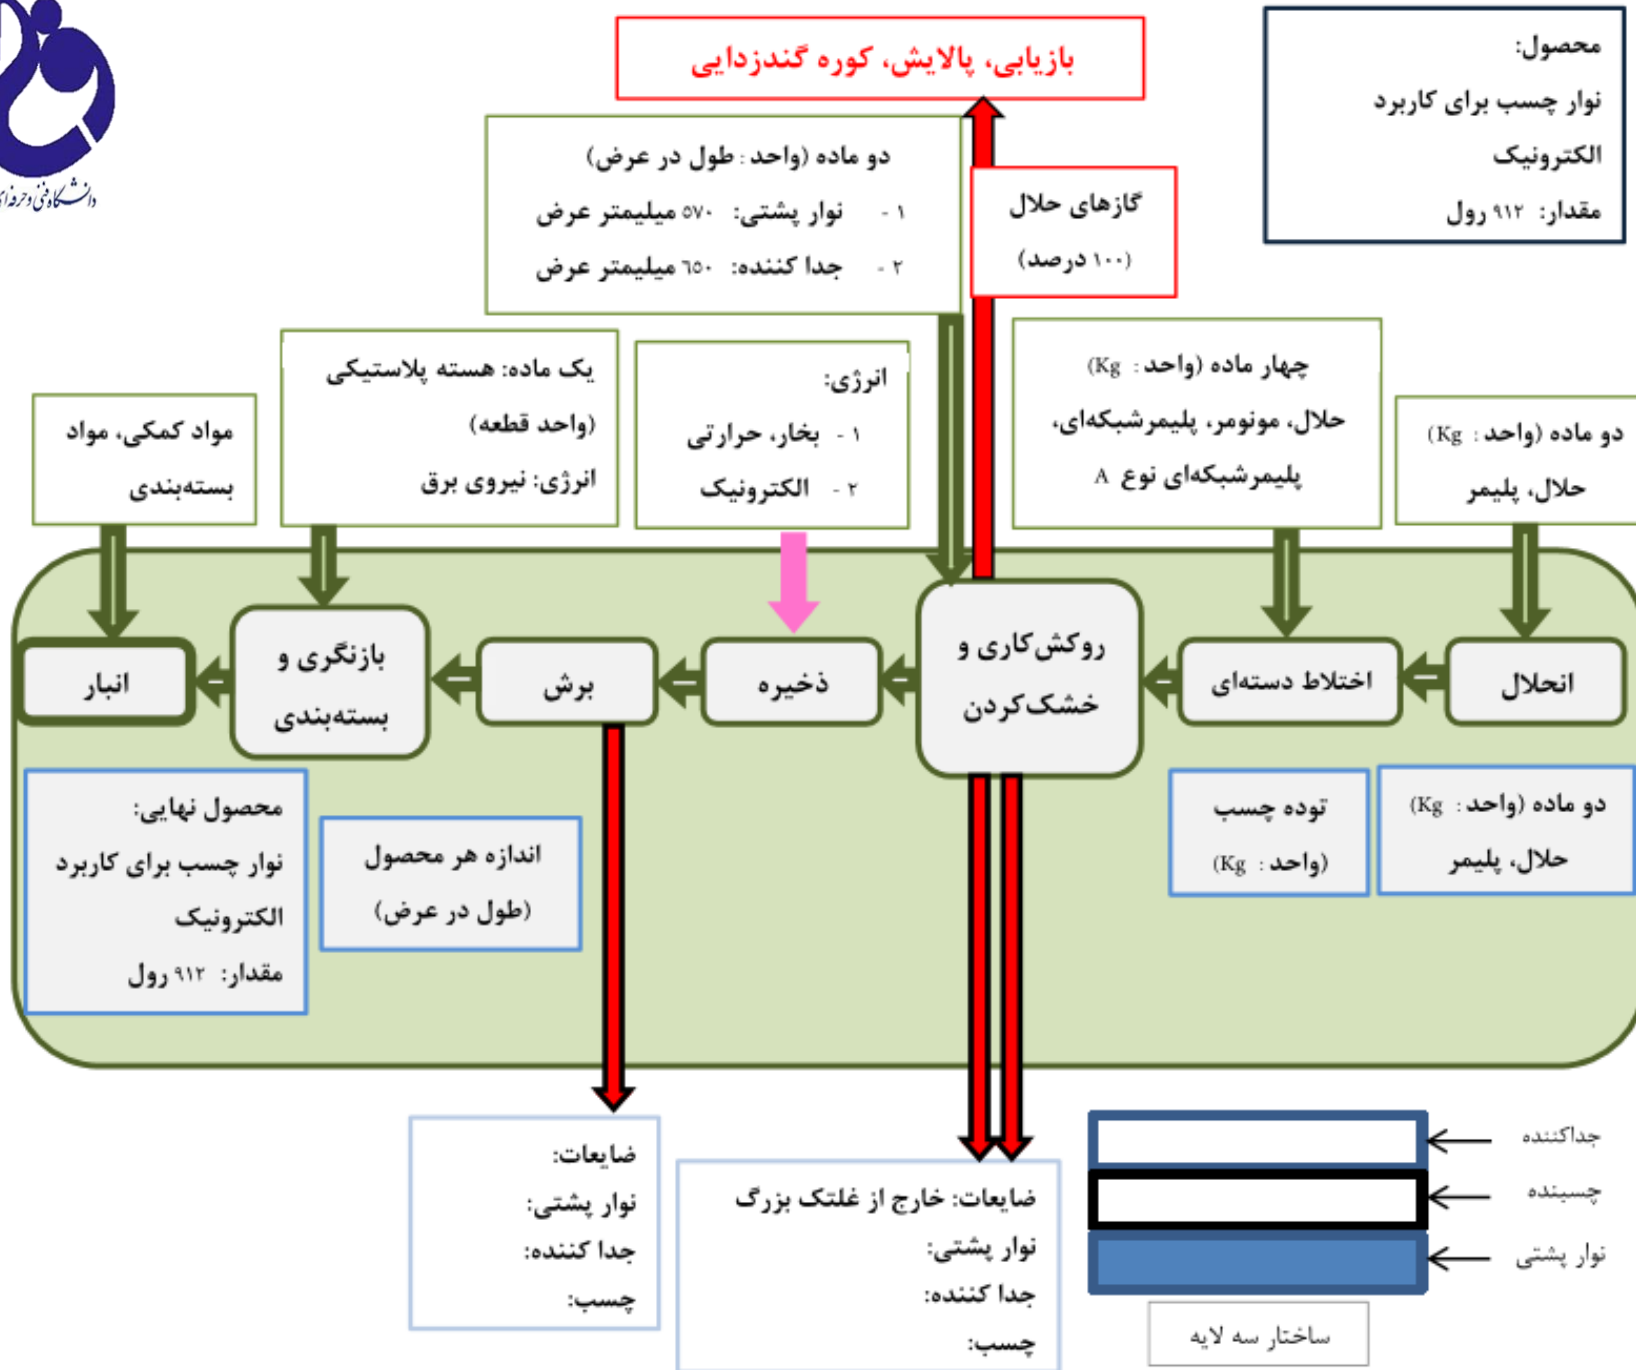 دانشگاه فنی و حرفه‌ای
بازیابی، پالایش، کوره گندزدایی
محصول:
نوار چسب برای کاربرد
الکترونیک
مقدار: ۹۱۲ رول
دو ماده (واحد: طول در عرض)
۱- نوار پشتی: ۵۷۰ میلیمتر عرض
۲- جدا کننده: ۶۵۰ میلیمتر عرض
گازهای حلال
(۱۰۰ درصد)
دو ماده (واحد: Kg)
حلال، پلیمر
چهار ماده (واحد: Kg)
حلال، مونومر، پلیمرشبکه‌ای،
پلیمرشبکه‌ای نوع A
انرژی:
۱- بخار، حرارتی
۲- الکترونیک
یک ماده: هسته پلاستیکی
(واحد قطعه)
انرژی: نیروی برق
مواد کمکی، مواد
بسته‌بندی
انحلال
اختلاط دسته‌ای
روکش‌کاری و
خشک‌کردن
ذخیره
برش
بازنگری و
بسته‌بندی
انبار
دو ماده (واحد: Kg)
حلال، پلیمر
توده چسب
(واحد: Kg)
اندازه هر محصول
(طول در عرض)
محصول نهایی:
نوار چسب برای کاربرد
الکترونیک
مقدار: ۹۱۲ رول
جداکننده
چسبنده
نوار پشتی
ساختار سه لایه
ضایعات: خارج از غلتک بزرگ
نوار پشتی:
جدا کننده:
چسب:
ضایعات:
نوار پشتی:
جدا کننده:
چسب: